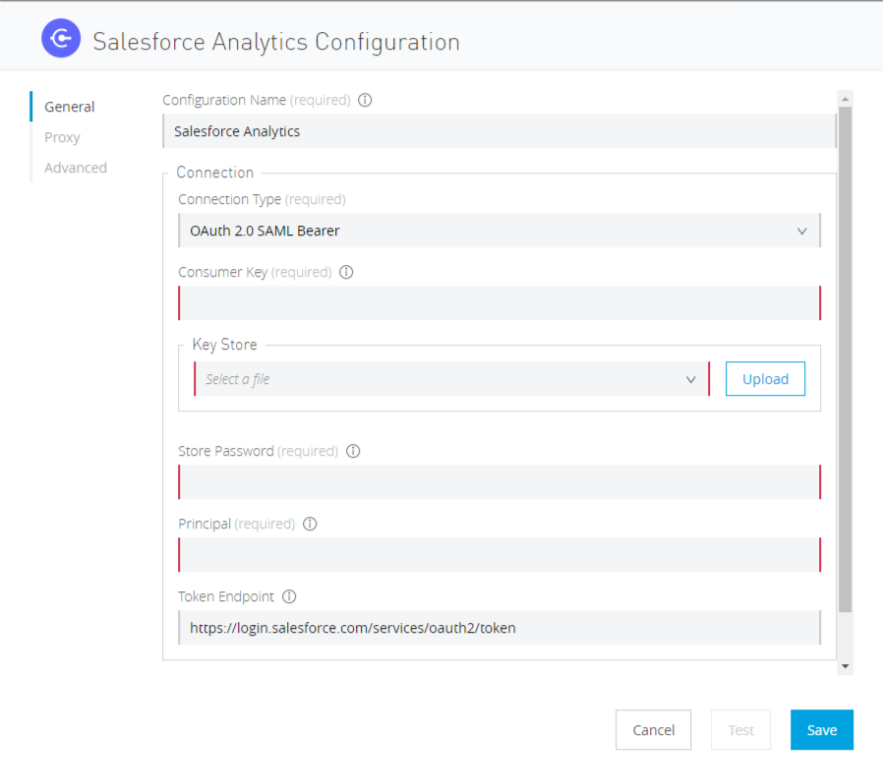 Salesforce Analytics Configuration
General
Proxy
Advanced
Configuration Name (required)
Salesforce Analytics
Connection
Connection Type (required)
OAuth 2.0 SAML Bearer
Consumer Key (required)
Key Store
Select a file
Upload
Store Password (required)
Principal (required)
Token Endpoint
https://login.salesforce.com/services/oauth2/token
Cancel
Test
Save